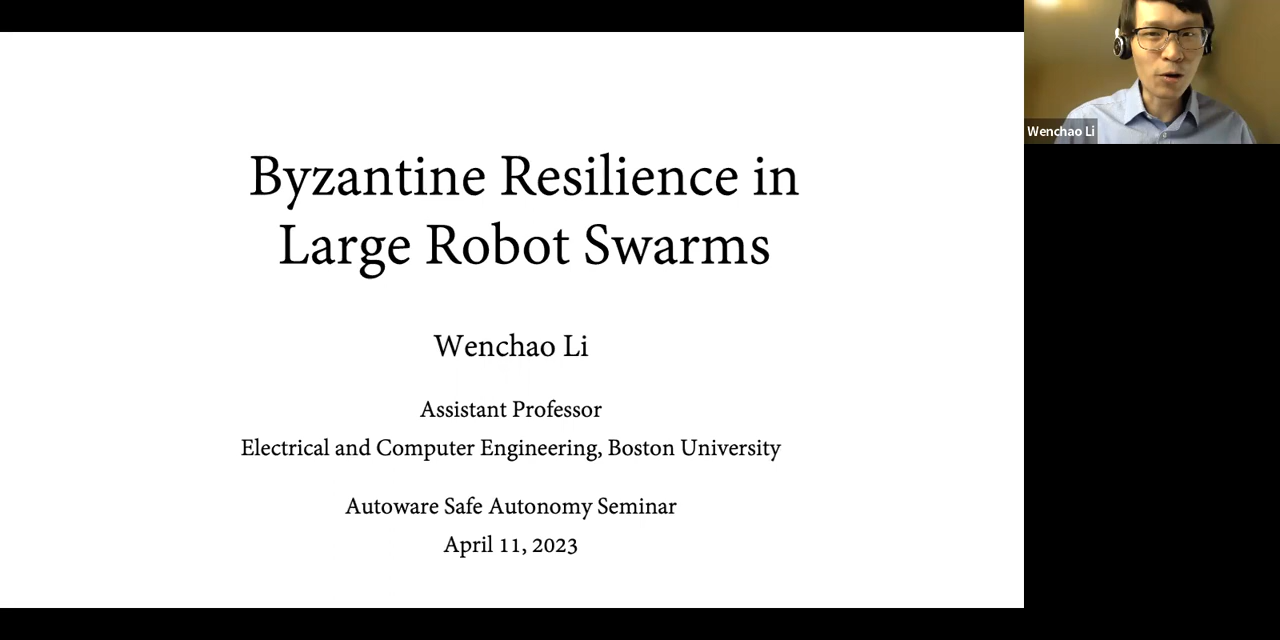 Byzantine Resilience in
Large Robot Swarms
Wenchao Li
Assistant Professor
Electrical and Computer Engineering, Boston University
Autoware Safe Autonomy Seminar
April 11, 2023
Wenchao Li